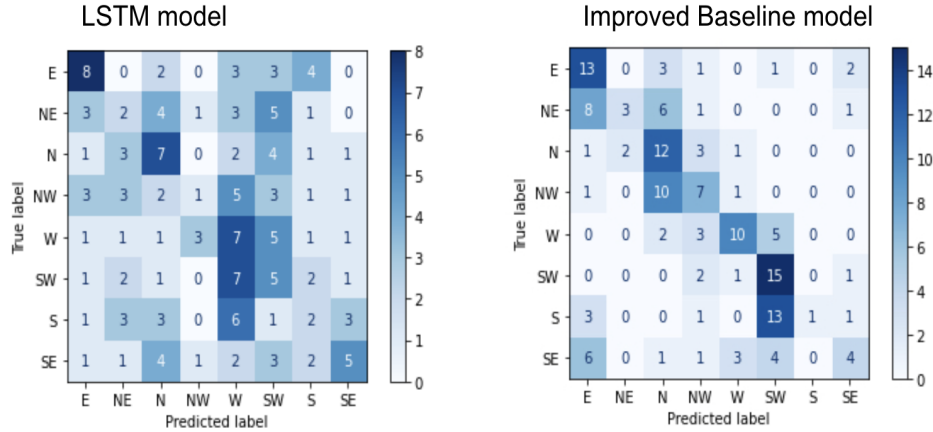 LSTM model
E 8 0 2 0 3 3 4 0
NE 3 2 4 1 3 5 1 0
N 1 3 7 0 2 4 1 1
NW 3 3 2 1 5 3 1 1
W 1 1 1 3 7 5 1 1
SW 1 2 1 0 7 5 2 1
S 1 3 3 0 6 1 2 3
SE 1 1 4 1 2 3 2 5
E NE N NW W SW S SE
Predicted label
True label
8
7
6
5
4
3
2
1
0
Improved Baseline model
E 13 0 3 1 0 1 0 2
NE 8 3 6 1 0 0 0 1
N 1 2 12 3 1 0 0 0
NW 1 0 10 7 1 0 0 0
W 0 0 2 3 10 5 0 0
SW 0 0 0 2 1 15 0 1
S 3 0 0 1 0 13 1 1
SE 6 0 1 1 3 4 0 4
E NE N NW W SW S SE
Predicted label
True label
14
12
10
8
6
4
2
0